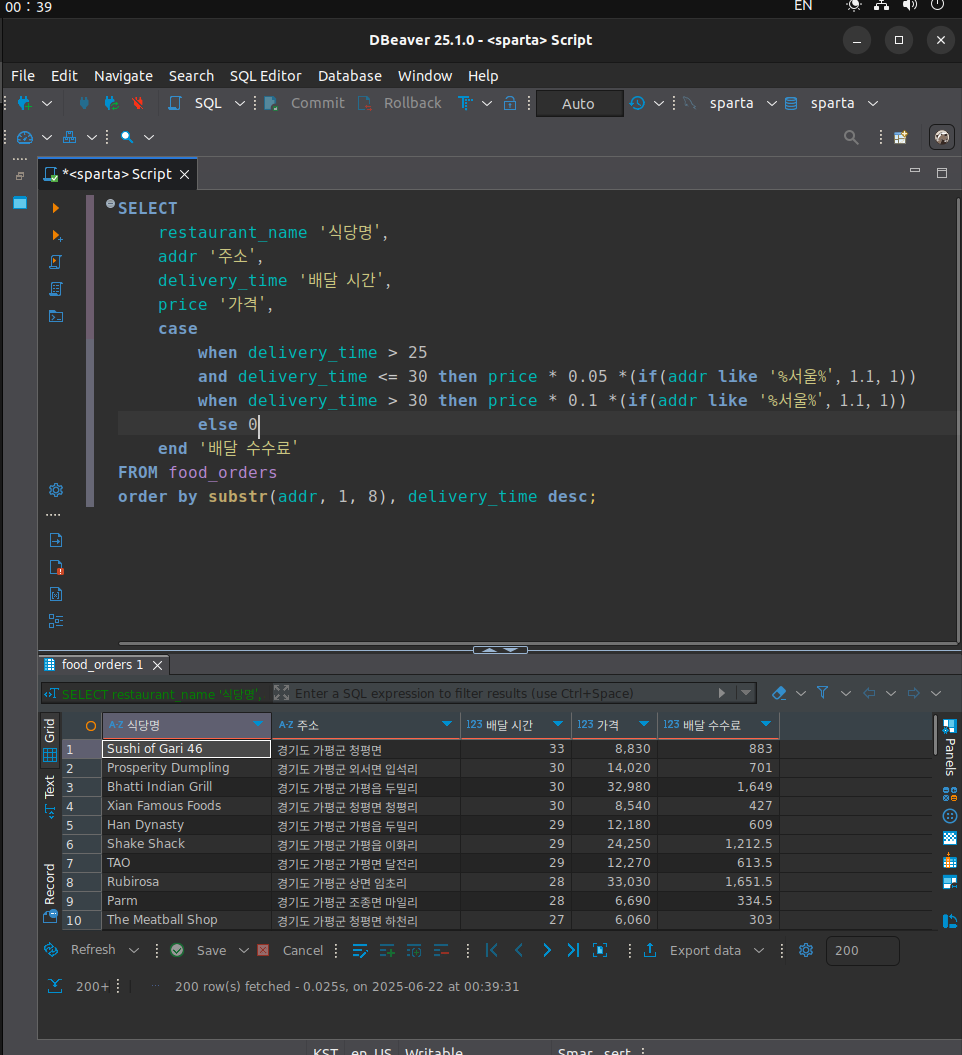 00 : 39
EN
DBeaver 25.1.0 - <sparta> Script
File Edit Navigate Search SQL Editor Database Window Help
SQL Commit Rollback Auto sparta sparta
*<sparta> Script
SELECT
restaurant_name '식당명',
addr '주소',
delivery_time '배달 시간',
price '가격',
case
when delivery_time > 25
and delivery_time <= 30 then price * 0.05 *(if(addr like '%서울%', 1.1, 1))
when delivery_time > 30 then price * 0.1 *(if(addr like '%서울%', 1.1, 1))
else 0
end '배달 수수료'
FROM food_orders
order by substr(addr, 1, 8), delivery_time desc;
food_orders 1
SELECT restaurant_name '식당명', Enter a SQL expression to filter results (use Ctrl+Space)
Grid
Text
Record
Panels
A-Z 식당명 A-Z 주소 123 배달 시간 123 가격 123 배달 수수료
1 Sushi of Gari 46 경기도 가평군 청평면 33 8,830 883
2 Prosperity Dumpling 경기도 가평군 외서면 입석리 30 14,020 701
3 Bhatti Indian Grill 경기도 가평군 가평읍 두밀리 30 32,980 1,649
4 Xian Famous Foods 경기도 가평군 청평면 청평리 30 8,540 427
5 Han Dynasty 경기도 가평군 가평읍 두밀리 29 12,180 609
6 Shake Shack 경기도 가평군 가평읍 이화리 29 24,250 1,212.5
7 TAO 경기도 가평군 가평면 달전리 29 12,270 613.5
8 Rubirosa 경기도 가평군 상면 임초리 28 33,030 1,651.5
9 Parm 경기도 가평군 조종면 마일리 28 6,690 334.5
10 The Meatball Shop 경기도 가평군 청평면 하천리 27 6,060 303
Refresh Save Cancel Export data 200
200+ 200 row(s) fetched - 0.025s, on 2025-06-22 at 00:39:31
KST en_US Writable Smar...sert